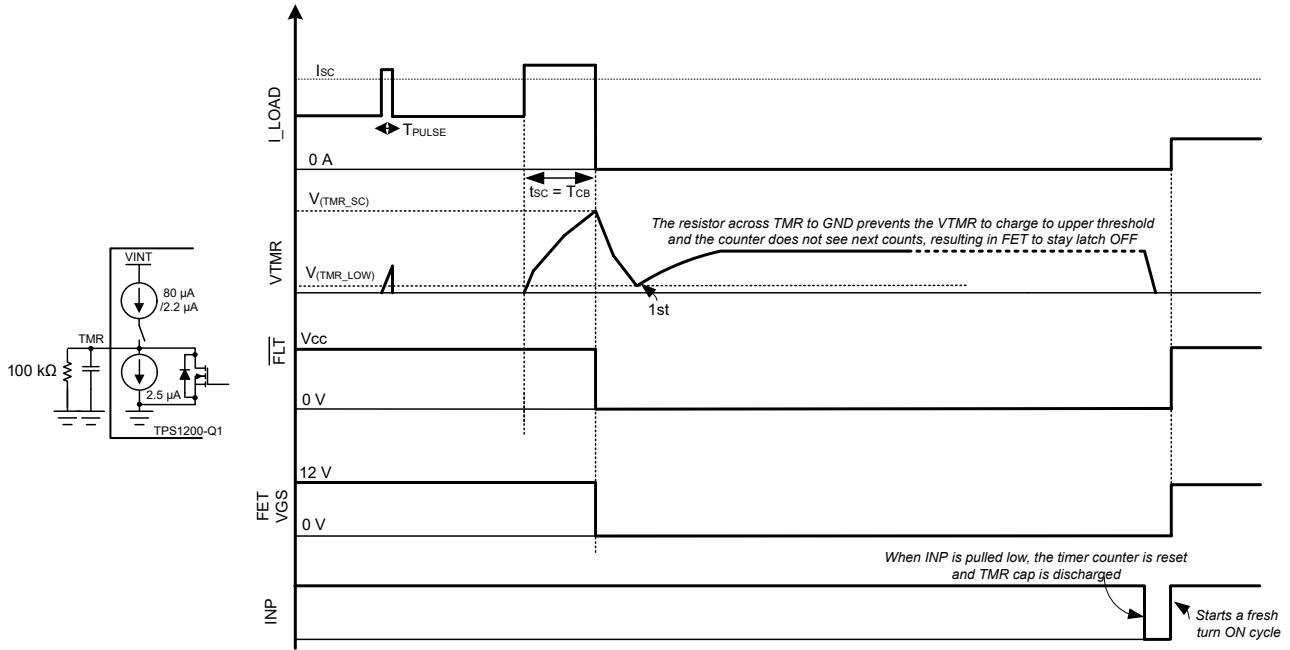 I_LOAD
ISC
TPULSE
0 A
tSC = TCB
VTMR
V(TMR_SC)
V(TMR_LOW)
The resistor across TMR to GND prevents the VTMR to charge to upper threshold
and the counter does not see next counts, resulting in FET to stay latch OFF
1st
VINT
80 µA
/2.2 µA
TMR
100 kΩ
2.5 µA
TPS1200-Q1
FLT
Vcc
0 V
FET
VGS
12 V
0 V
When INP is pulled low, the timer counter is reset
and TMR cap is discharged
INP
Starts a fresh
turn ON cycle